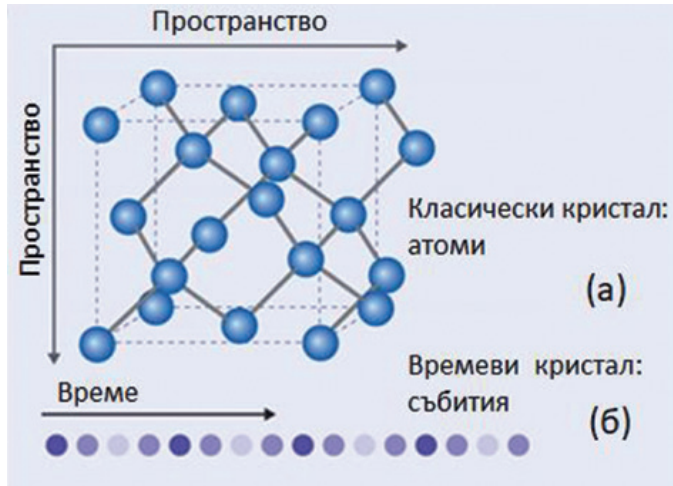 Пространство
Пространство
Класически кристал:
атоми
(а)
Времеви кристал:
събития
(б)
Време